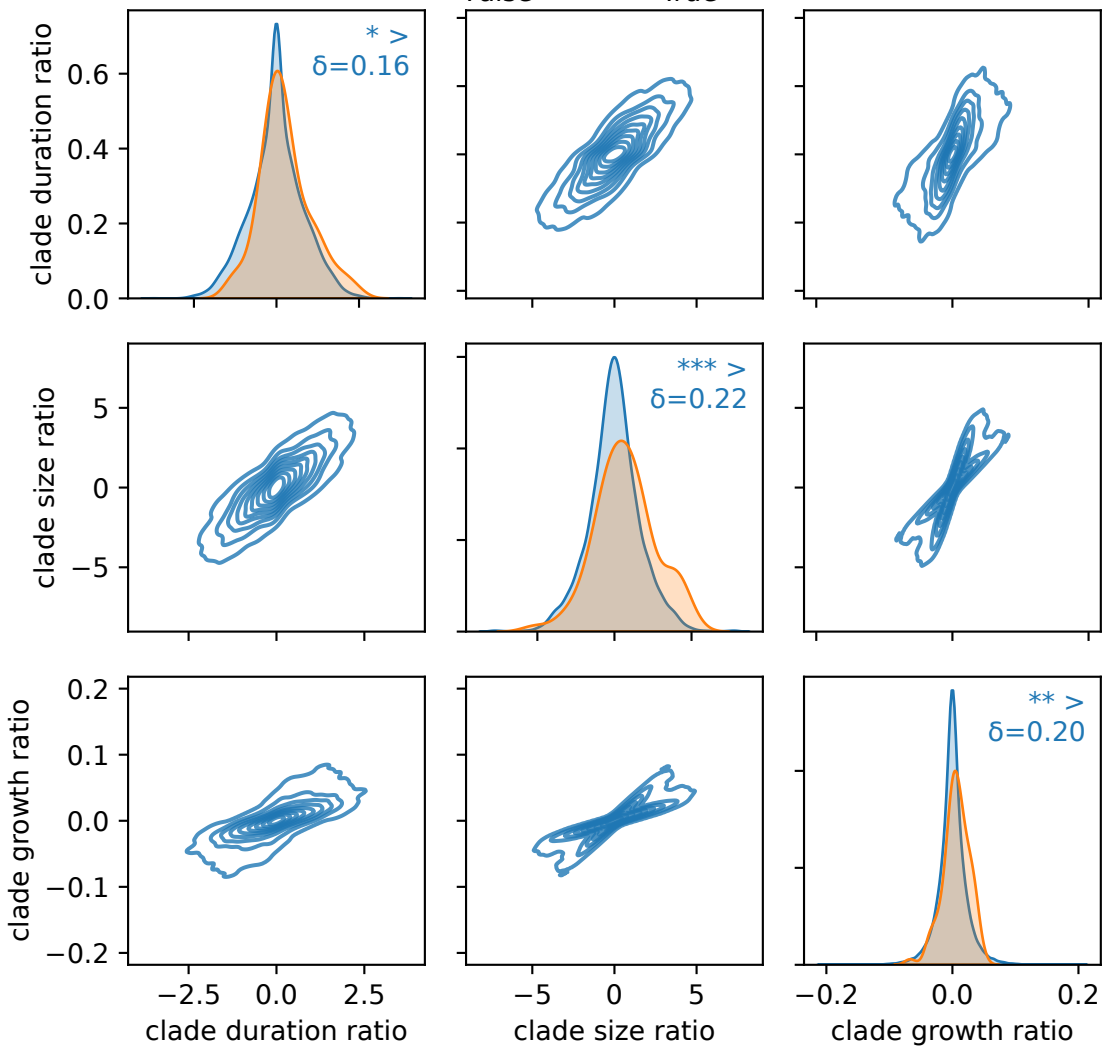 False True
* >
δ=0.16
clade duration ratio
0.6
0.4
0.2
0.0
*** >
δ=0.22
clade size ratio
5
0
−5
** >
δ=0.20
clade growth ratio
0.2
0.1
0.0
−0.1
−0.2
−2.5 0.0 2.5
−5 0 5
−0.2 0.0 0.2
clade duration ratio
clade size ratio
clade growth ratio